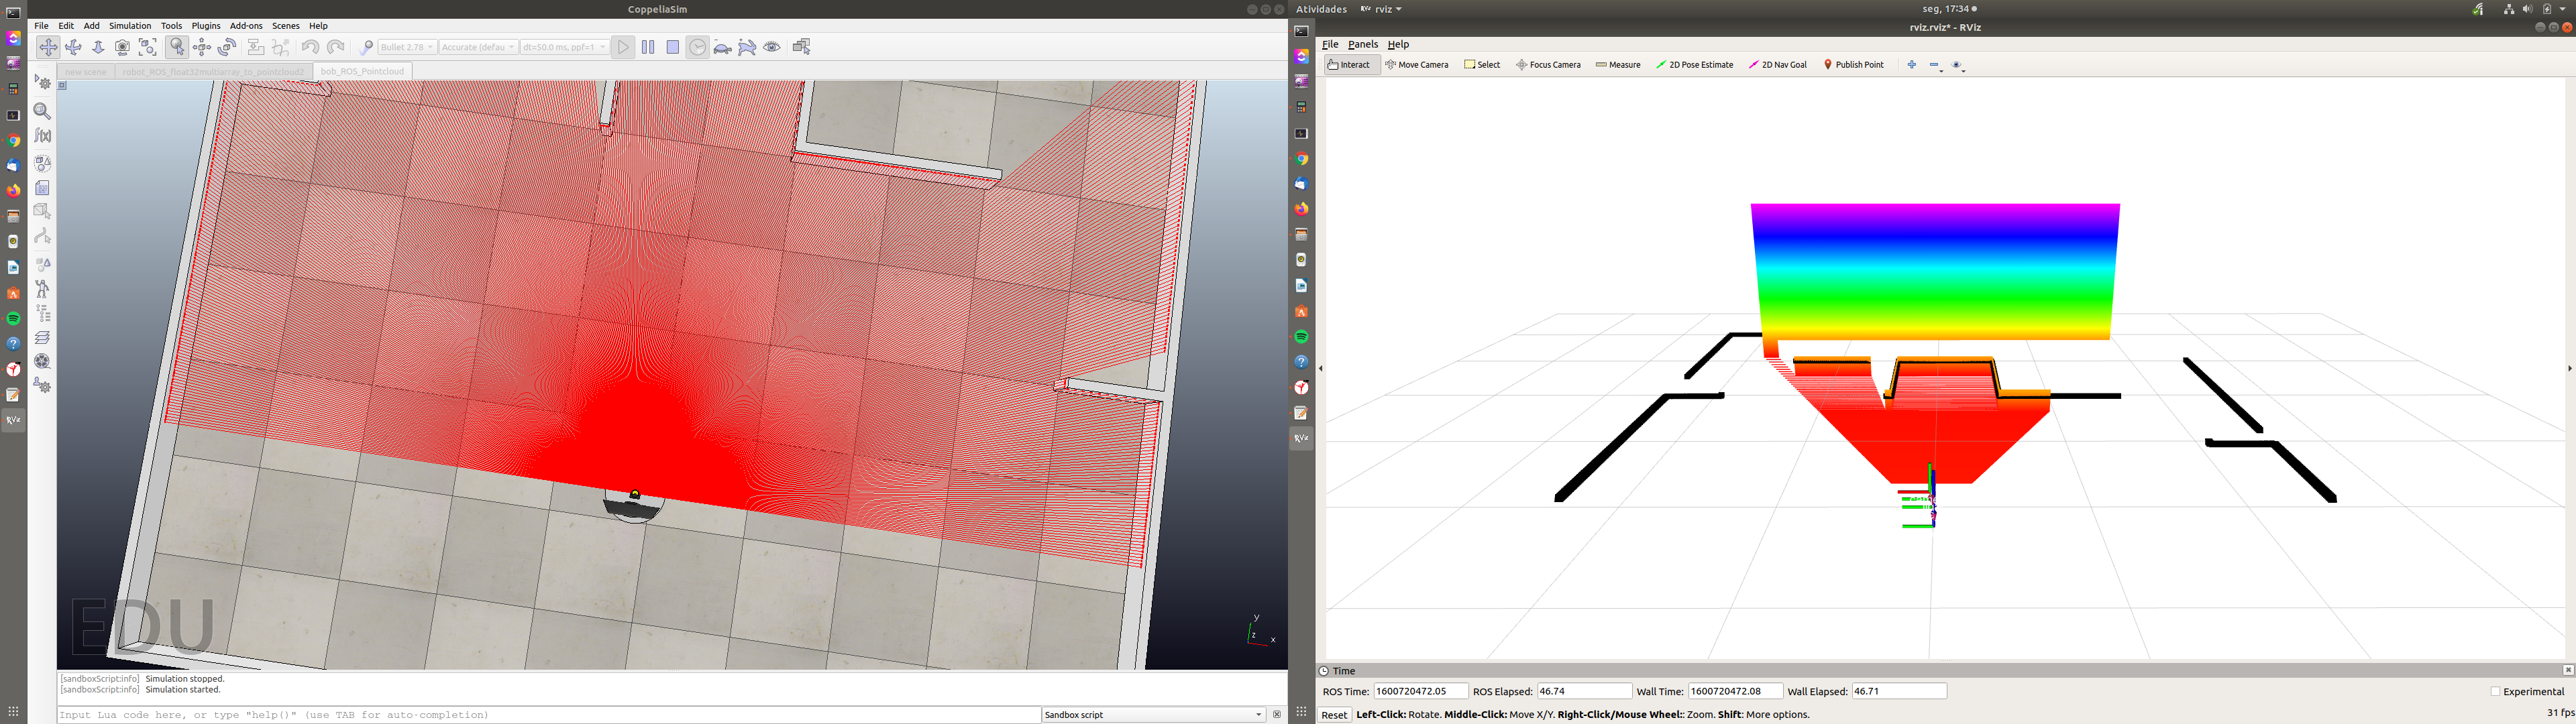 CoppeliaSim
File Edit Add Simulation Tools Plugins Add-ons Scenes Help
Bullet 2.78 Accurate (defau dt=50.0 ms, ppf=1
new scene robot_ROS_float32multiarray_to_pointcloud2 bob_ROS_Pointcloud
f(x)
EDU
y
z x
[sandboxScript:info] Simulation stopped.
[sandboxScript:info] Simulation started.
Input Lua code here, or type "help()" (use TAB for auto-completion) Sandbox script
Atividades RViz rviz seg, 17:34
rviz.rviz* - RViz
File Panels Help
Interact Move Camera Select Focus Camera Measure 2D Pose Estimate 2D Nav Goal Publish Point
Time
ROS Time: 1600720472.05 ROS Elapsed: 46.74 Wall Time: 1600720472.08 Wall Elapsed: 46.71 Experimental
Reset Left-Click: Rotate. Middle-Click: Move X/Y. Right-Click/Mouse Wheel:: Zoom. Shift: More options. 31 fps